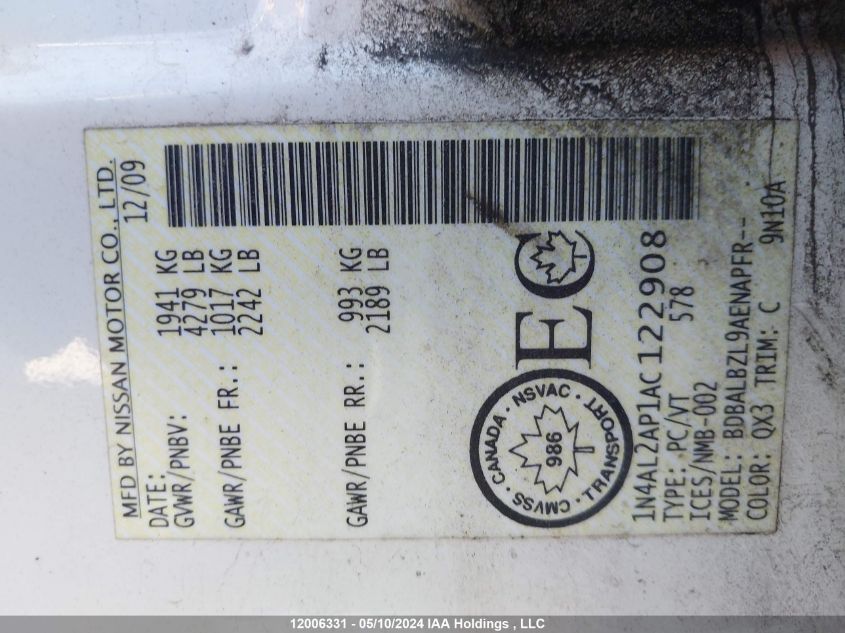 MFD BY NISSAN MOTOR CO., LTD.
DATE: 12/09
GVWR/PNBV: 1941 KG
4279 LB
GAWR/PNBE FR.: 1017 KG
2242 LB
GAWR/PNBE RR.: 993 KG
2189 LB
CANADA · NSVAC · TRANSPORT · CMVSS ·
986
EC
1N4AL2AP1AC122908
TYPE: PC/VT 578
ICES/NMB-002
MODEL: BDBALBZL9AENAPFR--
COLOR: QX3 TRIM: C 9N10A
12006331 - 05/10/2024 IAA Holdings , LLC